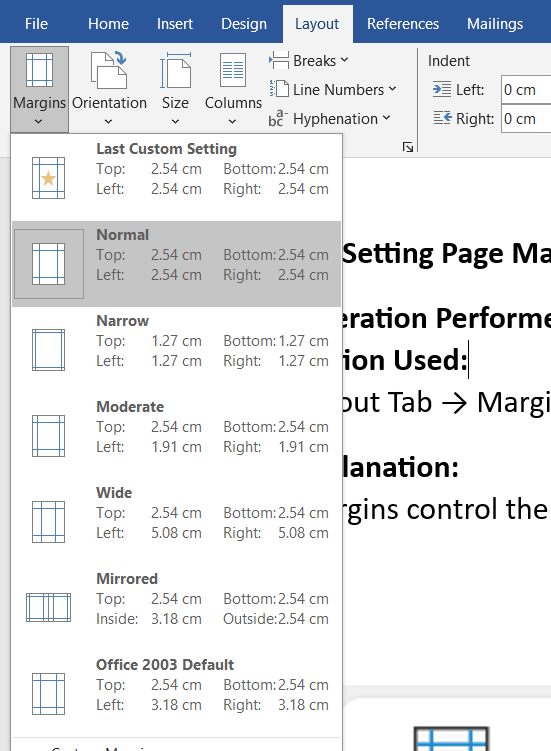 File Home Insert Design Layout References Mailings
Margins Orientation Size Columns
Breaks
Line Numbers
Hyphenation
Indent
Left: 0 cm
Right: 0 cm
Last Custom Setting
Top: 2.54 cm Bottom: 2.54 cm
Left: 2.54 cm Right: 2.54 cm
Normal
Top: 2.54 cm Bottom: 2.54 cm
Left: 2.54 cm Right: 2.54 cm
Narrow
Top: 1.27 cm Bottom: 1.27 cm
Left: 1.27 cm Right: 1.27 cm
Moderate
Top: 2.54 cm Bottom: 2.54 cm
Left: 1.91 cm Right: 1.91 cm
Wide
Top: 2.54 cm Bottom: 2.54 cm
Left: 5.08 cm Right: 5.08 cm
Mirrored
Top: 2.54 cm Bottom: 2.54 cm
Inside: 3.18 cm Outside: 2.54 cm
Office 2003 Default
Top: 2.54 cm Bottom: 2.54 cm
Left: 3.18 cm Right: 3.18 cm
Setting Page Ma
eration Performe
ion Used:
out Tab → Margi
lanation:
rgins control the